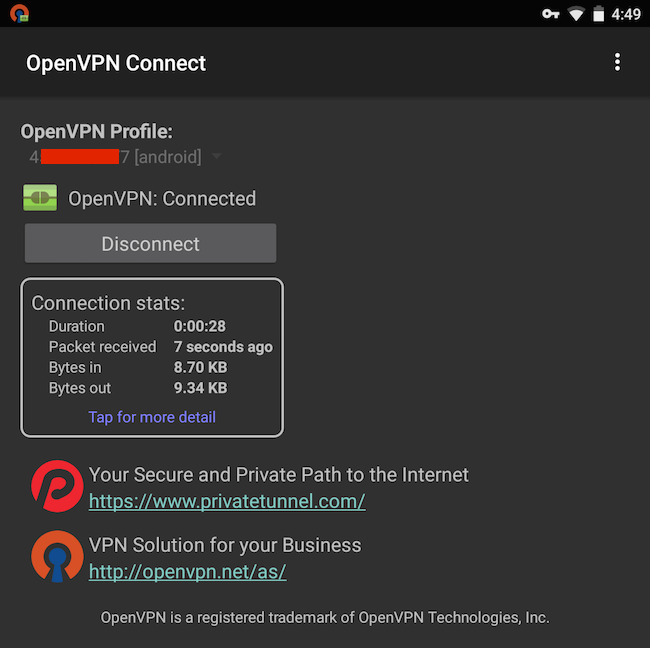 4:49
OpenVPN Connect
OpenVPN Profile:
4 7 [android]
OpenVPN: Connected
Disconnect
Connection stats:
Duration 0:00:28
Packet received 7 seconds ago
Bytes in 8.70 KB
Bytes out 9.34 KB
Tap for more detail
Your Secure and Private Path to the Internet
https://www.privatetunnel.com/
VPN Solution for your Business
http://openvpn.net/as/
OpenVPN is a registered trademark of OpenVPN Technologies, Inc.